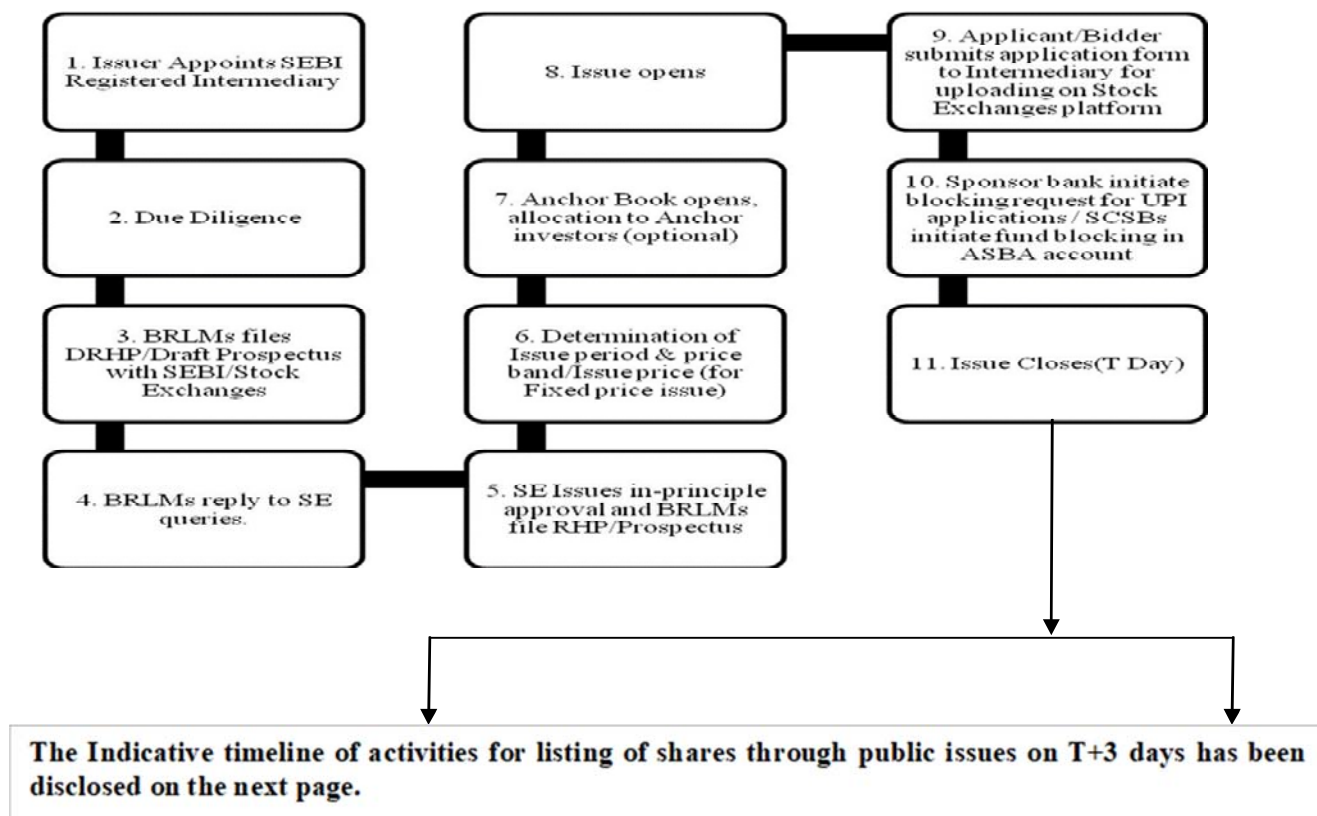 1. Issuer Appoints SEBI
Registered Intermediary
2. Due Diligence
3. BRLMs files
DRHP/Draft Prospectus
with SEBI/Stock
Exchanges
4. BRLMs reply to SE
queries.
5. SE Issues in-principle
approval and BRLMs
file RHP/Prospectus
6. Determination of
Issue period & price
band/Issue price (for
Fixed price issue)
7. Anchor Book opens,
allocation to Anchor
investors (optional)
8. Issue opens
9. Applicant/Bidder
submits application form
to Intermediary for
uploading on Stock
Exchanges platform
10. Sponsor bank initiate
blocking request for UPI
applications / SCSBs
initiate fund blocking in
ASBA account
11. Issue Closes(T Day)
The Indicative timeline of activities for listing of shares through public issues on T+3 days has been
disclosed on the next page.